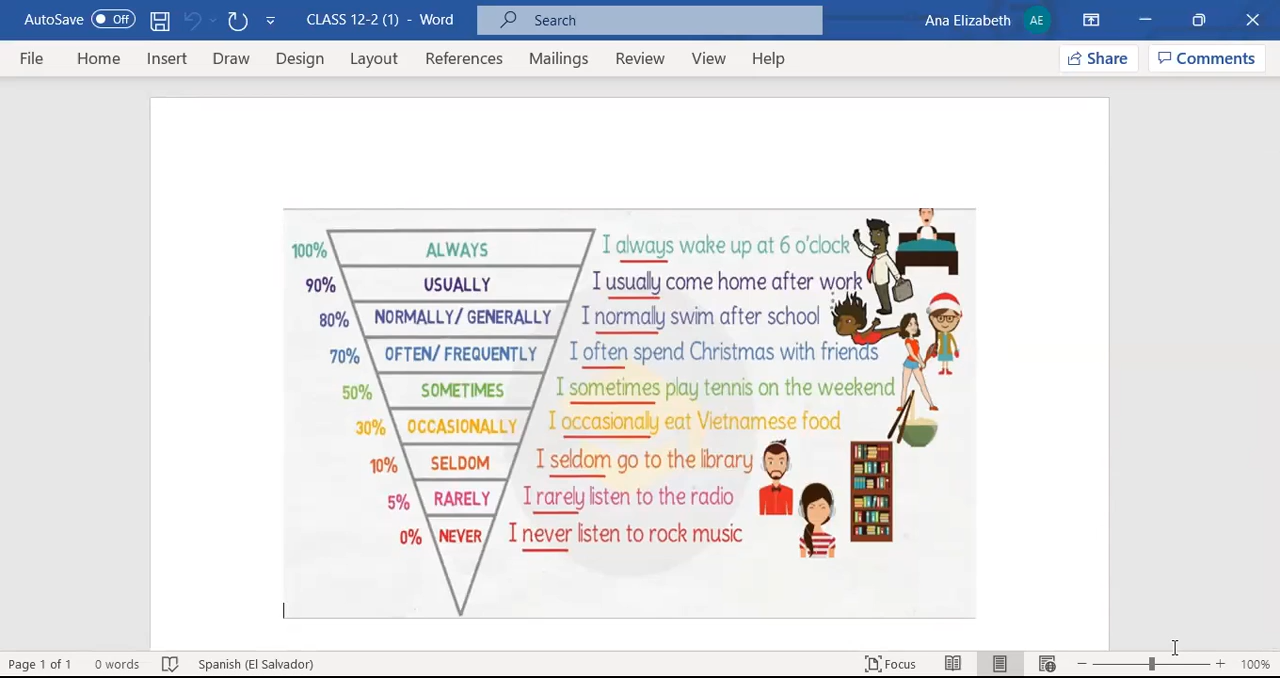 AutoSave Off CLASS 12-2 (1) - Word Search Ana Elizabeth AE
File Home Insert Draw Design Layout References Mailings Review View Help Share Comments
100% ALWAYS I always wake up at 6 o'clock
90% USUALLY I usually come home after work
80% NORMALLY/ GENERALLY I normally swim after school
70% OFTEN/ FREQUENTLY I often spend Christmas with friends
50% SOMETIMES I sometimes play tennis on the weekend
30% OCCASIONALLY I occasionally eat Vietnamese food
10% SELDOM I seldom go to the library
5% RARELY I rarely listen to the radio
0% NEVER I never listen to rock music
Page 1 of 1 0 words Spanish (El Salvador) Focus 100%